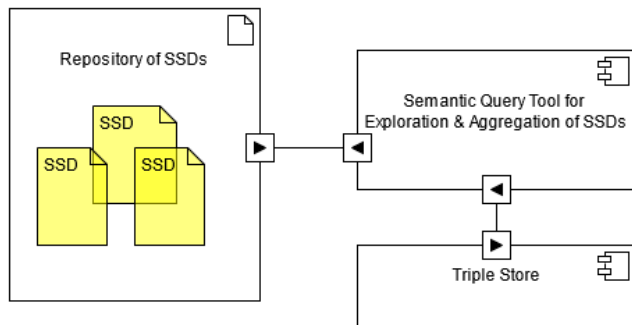 Repository of SSDs
SSD
SSD
SSD
Semantic Query Tool for
Exploration & Aggregation of SSDs
Triple Store